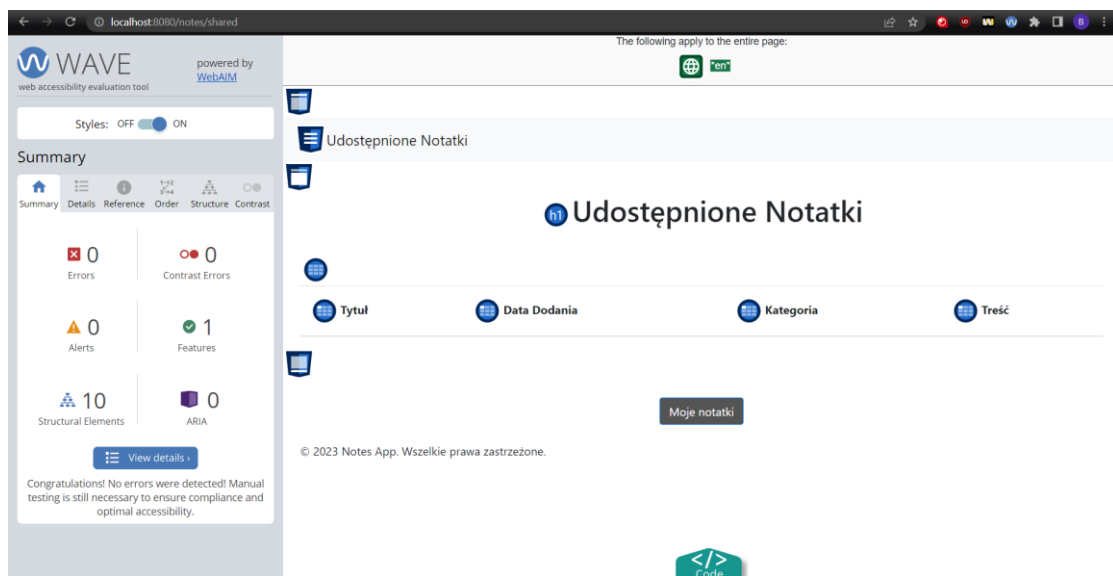 localhost:8080/notes/shared
B
WAVE
web accessibility evaluation tool
powered by
WebAIM
Styles: OFF ON
Summary
Summary Details Reference Order Structure Contrast
0
Errors
0
Contrast Errors
0
Alerts
1
Features
10
Structural Elements
0
ARIA
View details ›
Congratulations! No errors were detected! Manual
testing is still necessary to ensure compliance and
optimal accessibility.
The following apply to the entire page:
"en"
Udostępnione Notatki
h1 Udostępnione Notatki
Tytuł Data Dodania Kategoria Treść
Moje notatki
© 2023 Notes App. Wszelkie prawa zastrzeżone.
</>
Code